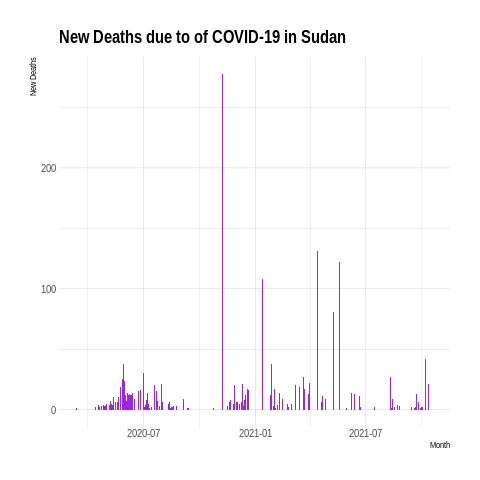 New Deaths due to of COVID-19 in Sudan
New Deaths
200
100
0
2020-07
2021-01
2021-07
Month